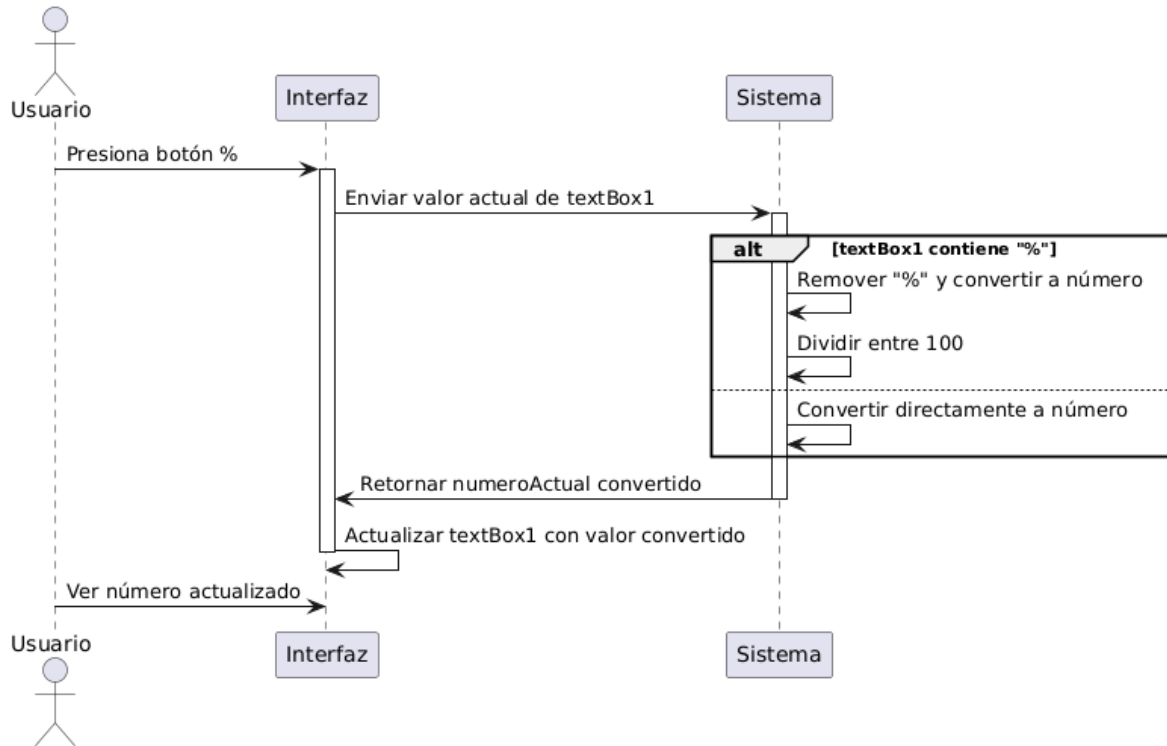 Usuario
Interfaz
Sistema
Presiona botón %
Enviar valor actual de textBox1
alt
[textBox1 contiene "%"]
Remover "%" y convertir a número
Dividir entre 100
Convertir directamente a número
Retornar numeroActual convertido
Actualizar textBox1 con valor convertido
Ver número actualizado
Usuario
Interfaz
Sistema